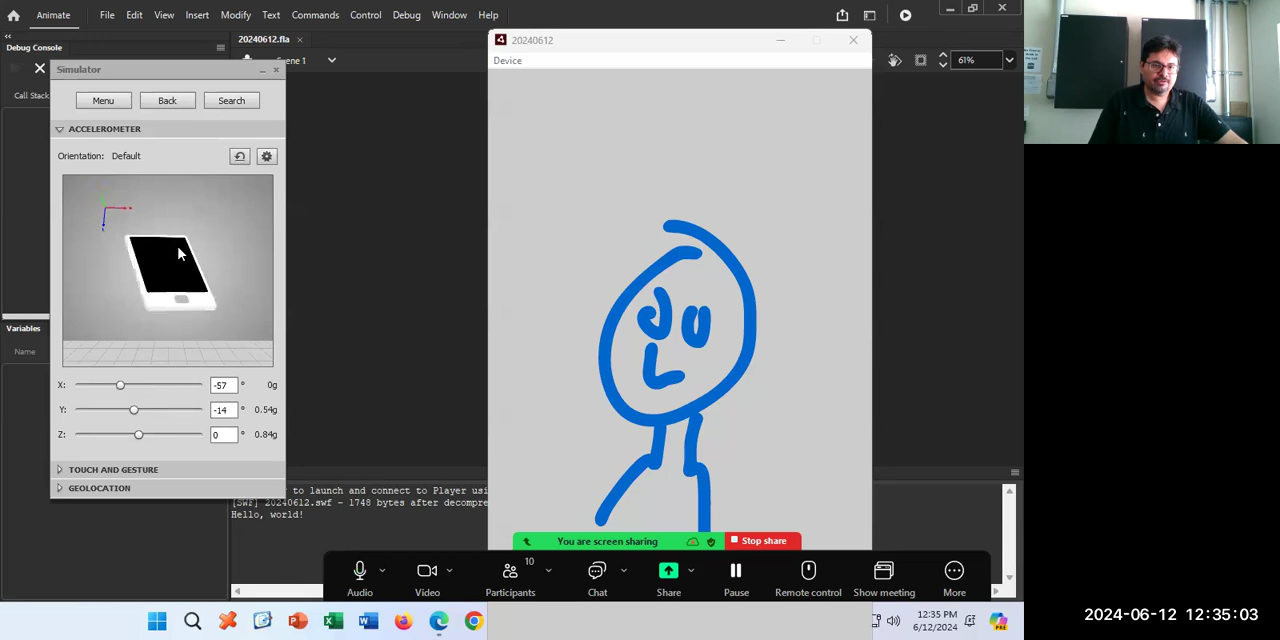 Animate File Edit View Insert Modify Text Commands Control Debug Window Help
Debug Console
20240612.fla
Scene 1
61%
Call Stack
Variables
Name
Simulator
Menu Back Search
ACCELEROMETER
Orientation: Default
X: -57 ° 0g
Y: -14 ° 0.54g
Z: 0 ° 0.84g
TOUCH AND GESTURE
GEOLOCATION
20240612
Device
to launch and connect to Player usi
[SWF] 20240612.swf - 1748 bytes after decompre
Hello, world!
You are screen sharing Stop share
10
Audio Video Participants Chat Share Pause Remote control Show meeting More
12:35 PM
6/12/2024
PRE
2024-06-12 12:35:03